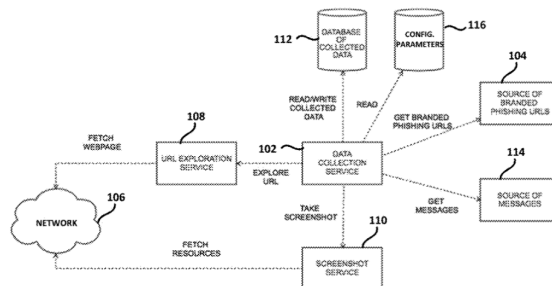 112
DATABASE
OF
COLLECTED
DATA
CONFIG.
PARAMETERS
116
104
SOURCE OF
BRANDED
PHISHING URLS
READ/WRITE
COLLECTED
DATA
READ
GET BRANDED
PHISHING URLS
108
FETCH
WEBPAGE
URL EXPLORATION
SERVICE
102
DATA
COLLECTION
SERVICE
EXPLORE
URL
114
SOURCE OF
MESSAGES
GET
MESSAGES
NETWORK
106
TAKE
SCREENSHOT
110
FETCH
RESOURCES
SCREENSHOT
SERVICE